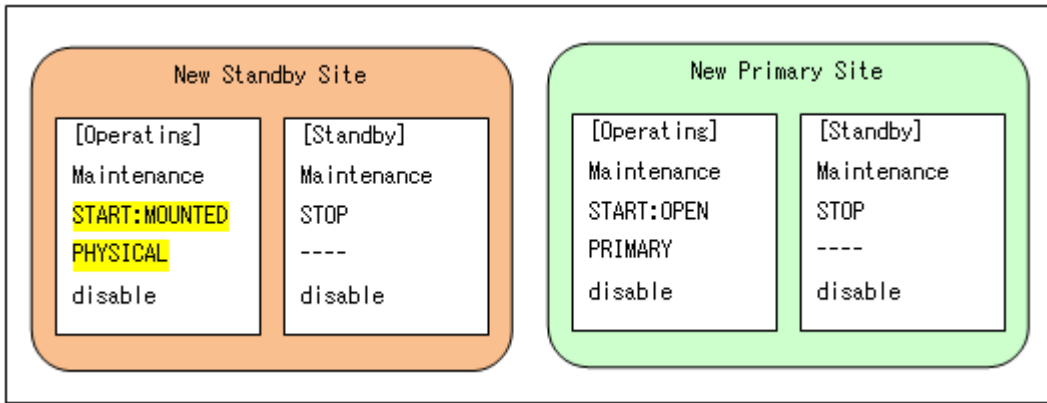 New Standby Site
[Operating]
Maintenance
START:MOUNTED
PHYSICAL
disable
[Standby]
Maintenance
STOP
----
disable
New Primary Site
[Operating]
Maintenance
START:OPEN
PRIMARY
disable
[Standby]
Maintenance
STOP
----
disable